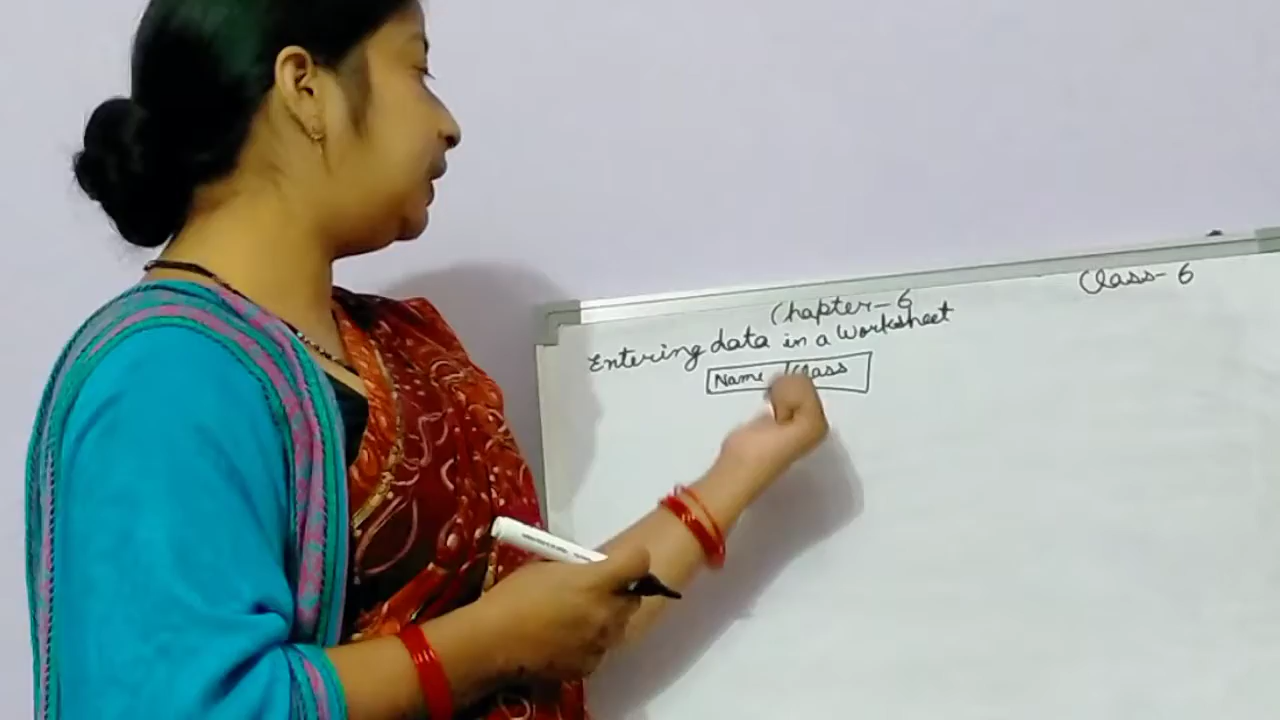 Class- 6
Chapter- 6
Entering data in a Worksheet
Name Class